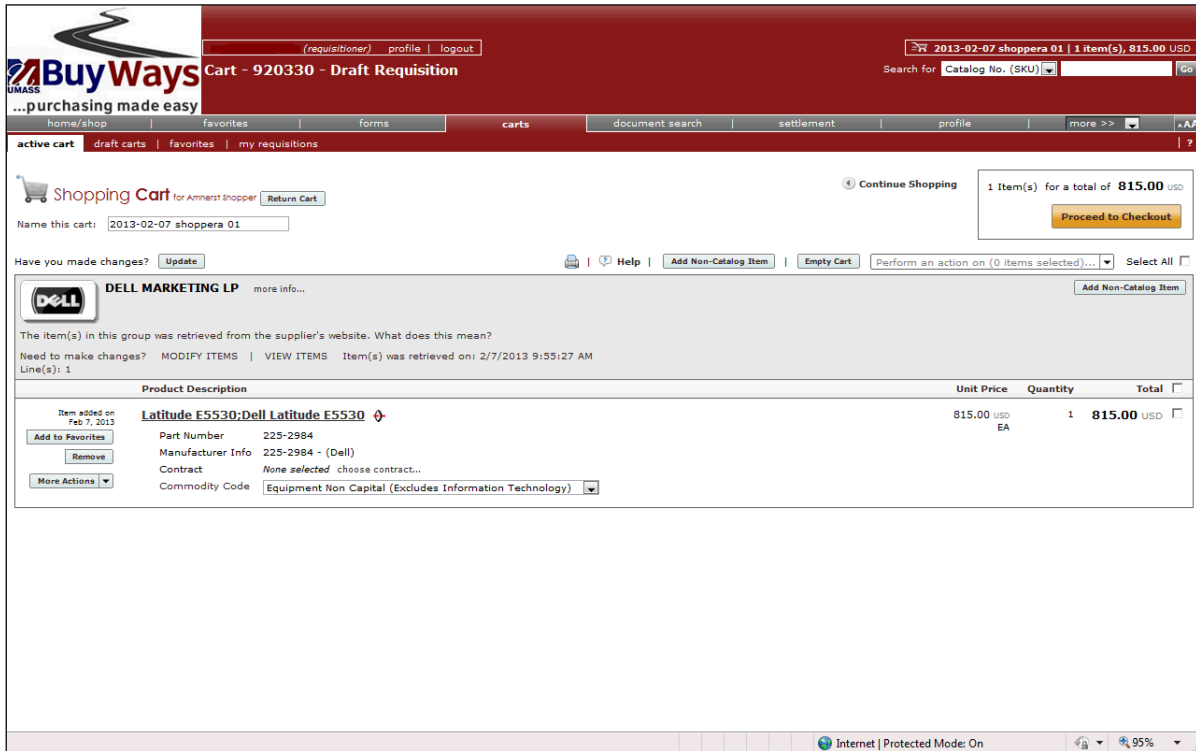 (requisitioner) profile | logout
2013-02-07 shoppera 01 | 1 item(s), 815.00 USD
UMASS BuyWays
...purchasing made easy
Cart - 920330 - Draft Requisition
Search for Catalog No. (SKU) Go
home/shop | favorites | forms carts document search | settlement | profile | more >> AA
active cart draft carts | favorites | my requisitions | ?
Shopping Cart for Amherst Shopper Return Cart
Continue Shopping
1 Item(s) for a total of 815.00 USD
Proceed to Checkout
Name this cart: 2013-02-07 shoppera 01
Have you made changes? Update | ? Help | Add Non-Catalog Item | Empty Cart Perform an action on (0 items selected)... Select All
DELL
DELL MARKETING LP more info... Add Non-Catalog Item
The item(s) in this group was retrieved from the supplier's website. What does this mean?
Need to make changes? MODIFY ITEMS | VIEW ITEMS Item(s) was retrieved on: 2/7/2013 9:55:27 AM
Line(s): 1
Product Description Unit Price Quantity Total
Item added on
Feb 7, 2013
Latitude E5530;Dell Latitude E5530 815.00 USD 1 815.00 USD
EA
Add to Favorites
Part Number 225-2984
Remove
Manufacturer Info 225-2984 - (Dell)
Contract None selected choose contract...
More Actions
Commodity Code Equipment Non Capital (Excludes Information Technology)
Internet | Protected Mode: On 95%